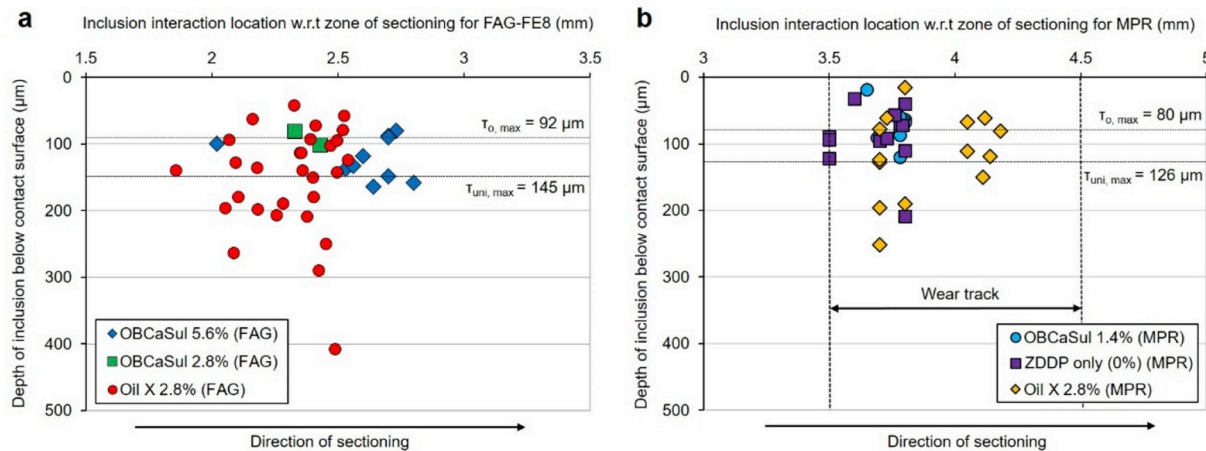 a
Inclusion interaction location w.r.t zone of sectioning for FAG-FE8 (mm)
1.5 2 2.5 3 3.5
Depth of inclusion below contact surface (µm)
0
100
200
300
400
500
τo, max = 92 µm
τuni, max = 145 µm
OBCaSul 5.6% (FAG)
OBCaSul 2.8% (FAG)
Oil X 2.8% (FAG)
Direction of sectioning
b
Inclusion interaction location w.r.t zone of sectioning for MPR (mm)
3 3.5 4 4.5 5
Depth of inclusion below contact surface (µm)
0
100
200
300
400
500
τo, max = 80 µm
τuni, max = 126 µm
Wear track
OBCaSul 1.4% (MPR)
ZDDP only (0%) (MPR)
Oil X 2.8% (MPR)
Direction of sectioning